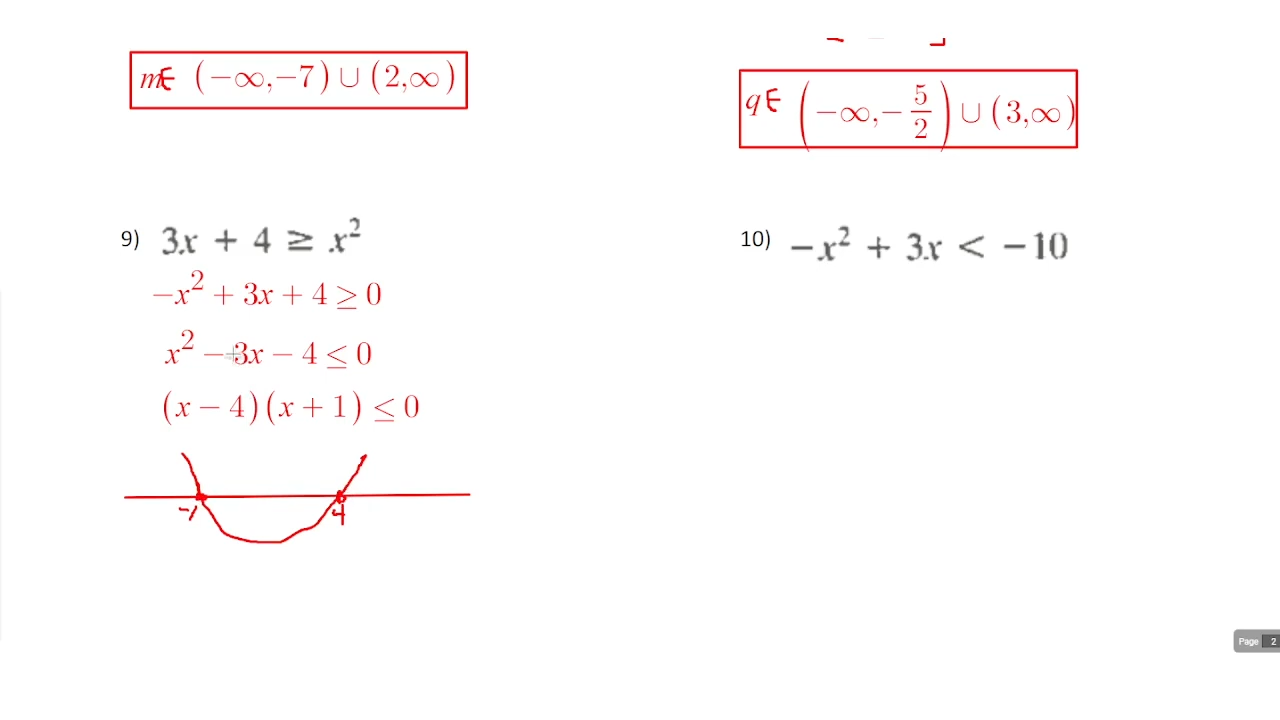 m∈ (−∞,−7) ∪ (2,∞)
q∈ (−∞,−5/2) ∪ (3,∞)
9) 3x + 4 ≥ x²
−x² + 3x + 4 ≥ 0
x² − 3x − 4 ≤ 0
(x − 4)(x + 1) ≤ 0
-1 4
10) −x² + 3x < −10
Page 2